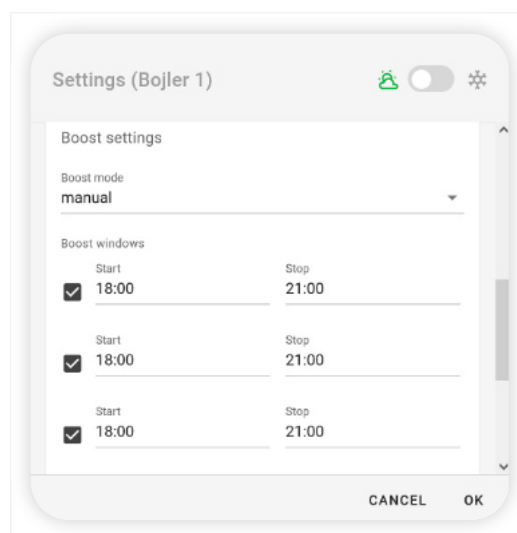 Settings (Bojler 1)
Boost settings
Boost mode
manual
Boost windows
Start Stop
18:00 21:00
Start Stop
18:00 21:00
Start Stop
18:00 21:00
CANCEL OK